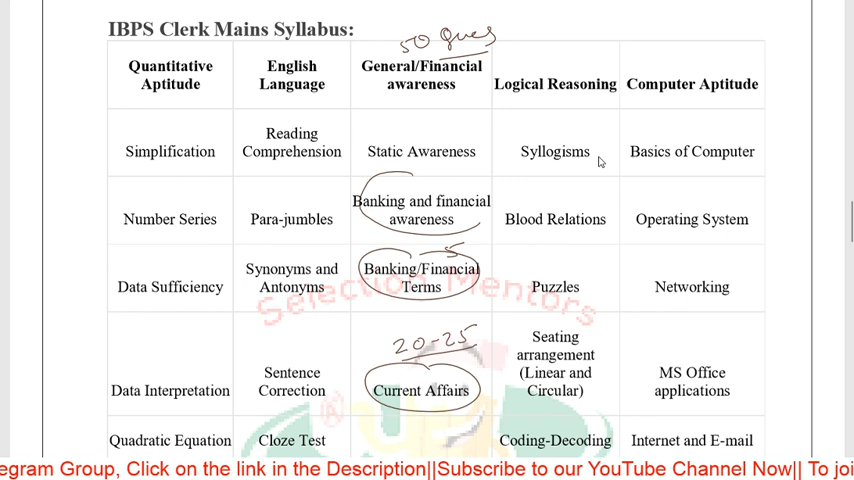 IBPS Clerk Mains Syllabus:
50 Ques
Quantitative Aptitude
English Language
General/Financial awareness
Logical Reasoning
Computer Aptitude
Simplification
Reading Comprehension
Static Awareness
Syllogisms
Basics of Computer
Number Series
Para-jumbles
Banking and financial awareness
Blood Relations
Operating System
5
Data Sufficiency
Synonyms and Antonyms
Banking/Financial Terms
Puzzles
Networking
Selection Mentors
20-25
Data Interpretation
Sentence Correction
Current Affairs
Seating arrangement (Linear and Circular)
MS Office applications
Quadratic Equation
Cloze Test
Coding-Decoding
Internet and E-mail
egram Group, Click on the link in the Description||Subscribe to our YouTube Channel Now|| To joi